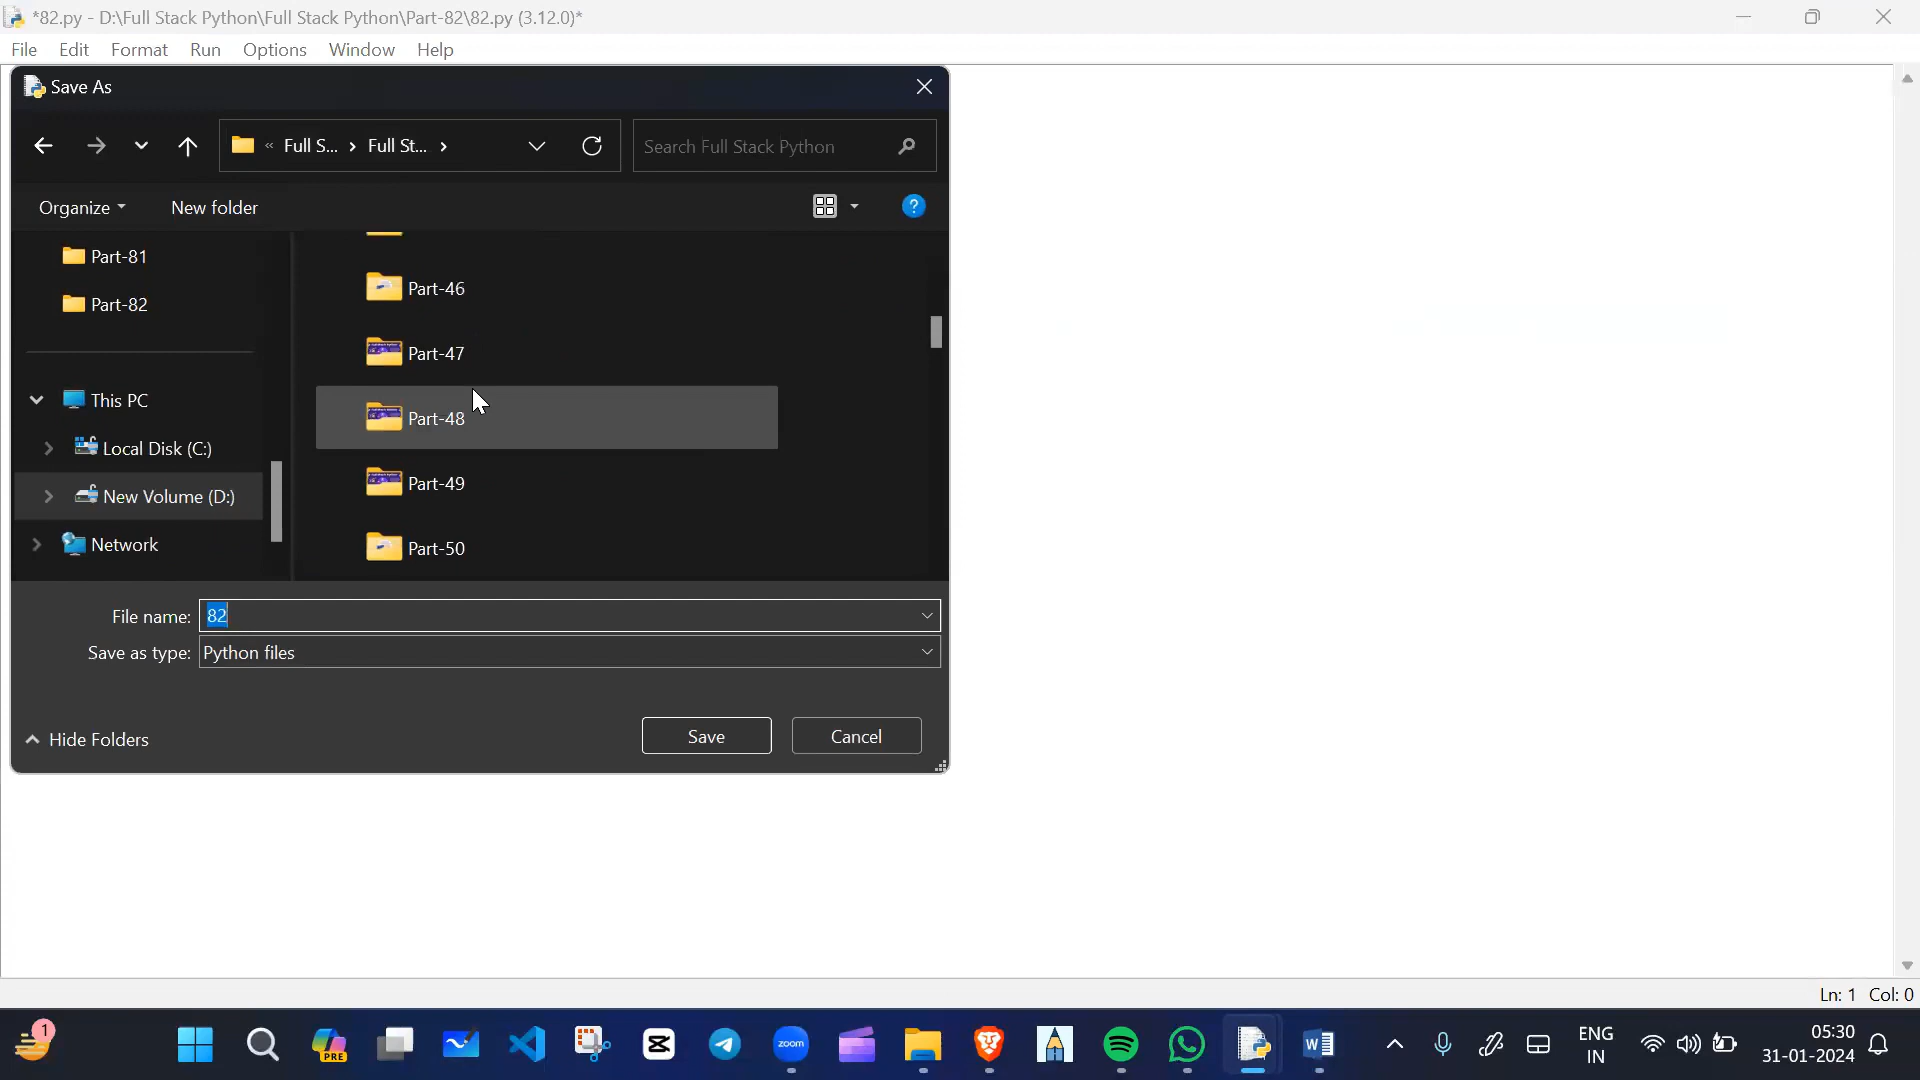 *82.py - D:\Full Stack Python\Full Stack Python\Part-82\82.py (3.12.0)*
File Edit Format Run Options Window Help
Save As
« Full S... › Full St... ›
Search Full Stack Python
Organize
New folder
Part-81
Part-82
This PC
Local Disk (C:)
New Volume (D:)
Network
Part-46
Part-47
Part-48
Part-49
Part-50
File name: 82
Save as type: Python files
Hide Folders
Save
Cancel
Ln: 1 Col: 0
1
PRE
zoom
W
ENG
IN
05:30
31-01-2024